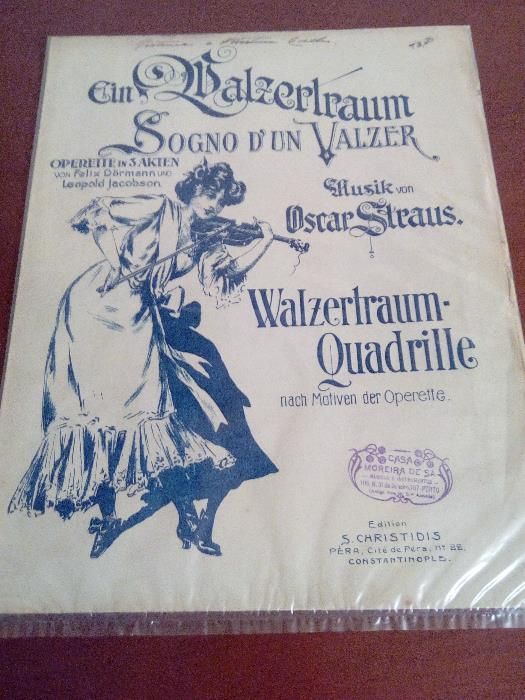 Ein Walzertraum
SOGNO D'UN VALZER
OPERETTE IN 3 AKTEN
VON Felix Dörmann UND
Leopold Jacobson
Musik von
Oscar Straus.
Walzertraum-
Quadrille
nach Motiven der Operette.
CASA
MOREIRA DE SÁ
PORTO
Edition
S. CHRISTIDIS
PÉRA, Cité de Péra, No 22.
CONSTANTINOPLE.